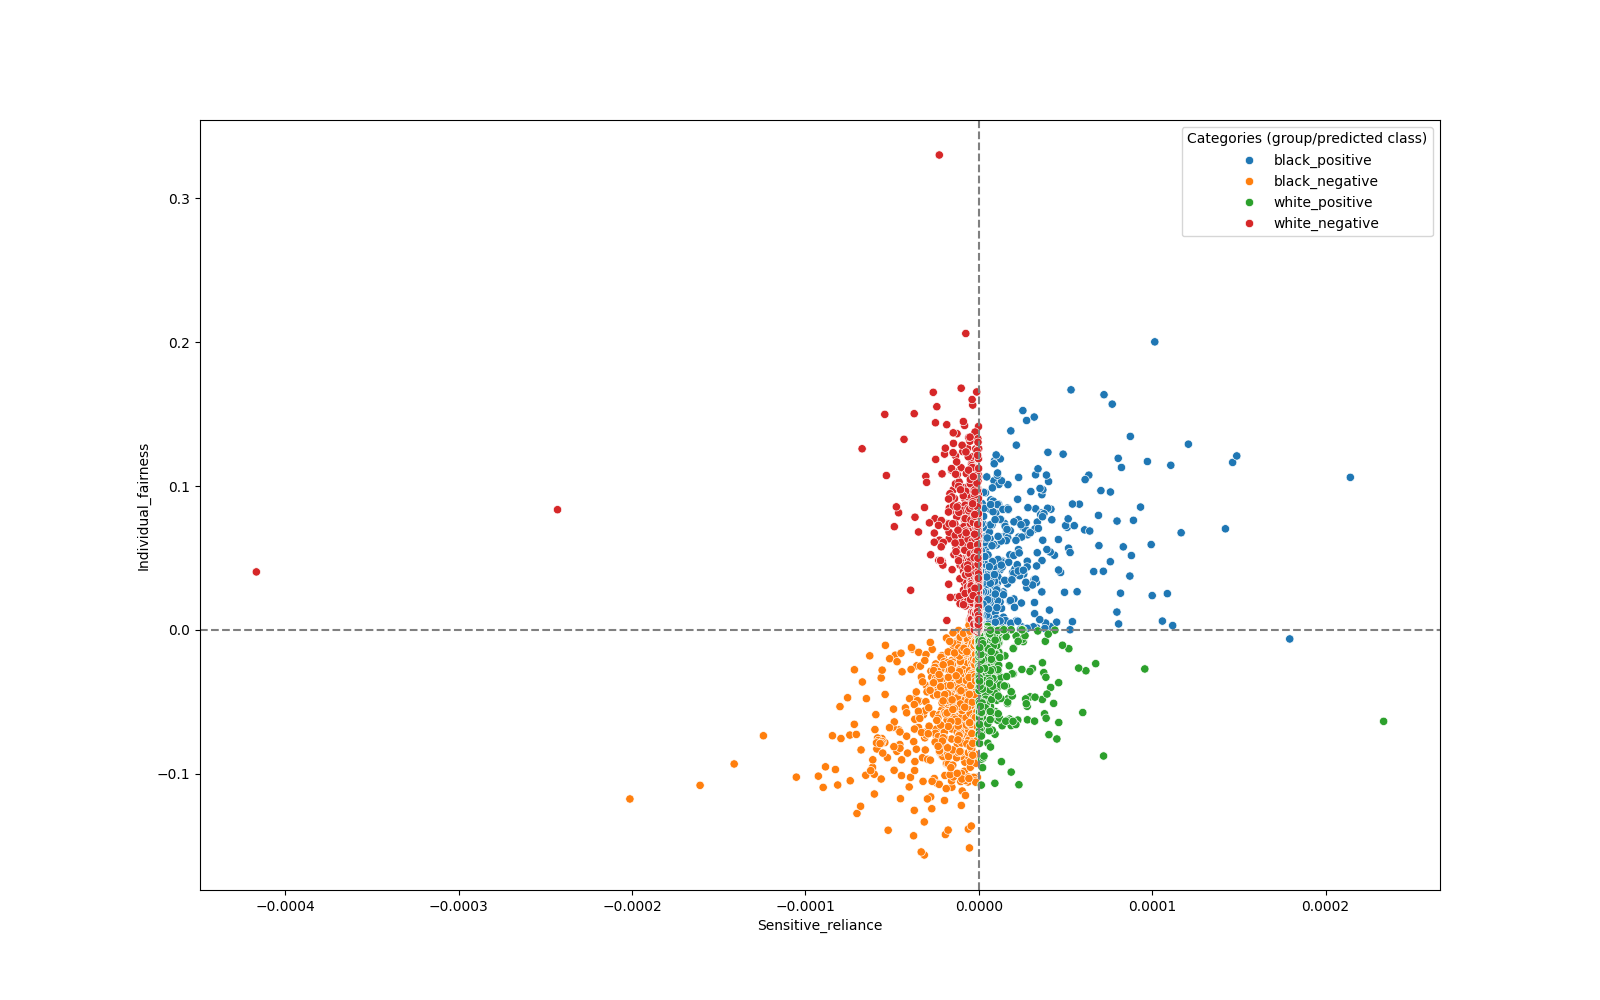 Categories (group/predicted class)
black_positive
black_negative
white_positive
white_negative
Individual_fairness
0.3
0.2
0.1
0.0
−0.1
−0.0004
−0.0003
−0.0002
−0.0001
0.0000
0.0001
0.0002
Sensitive_reliance